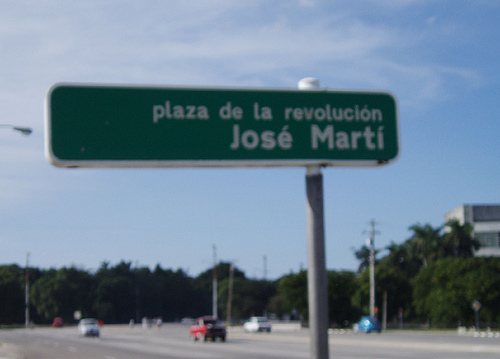 plaza de la revolución
José Martí